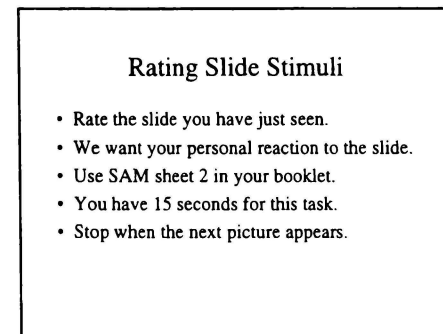 Rating Slide Stimuli
• Rate the slide you have just seen.
• We want your personal reaction to the slide.
• Use SAM sheet 2 in your booklet.
• You have 15 seconds for this task.
• Stop when the next picture appears.